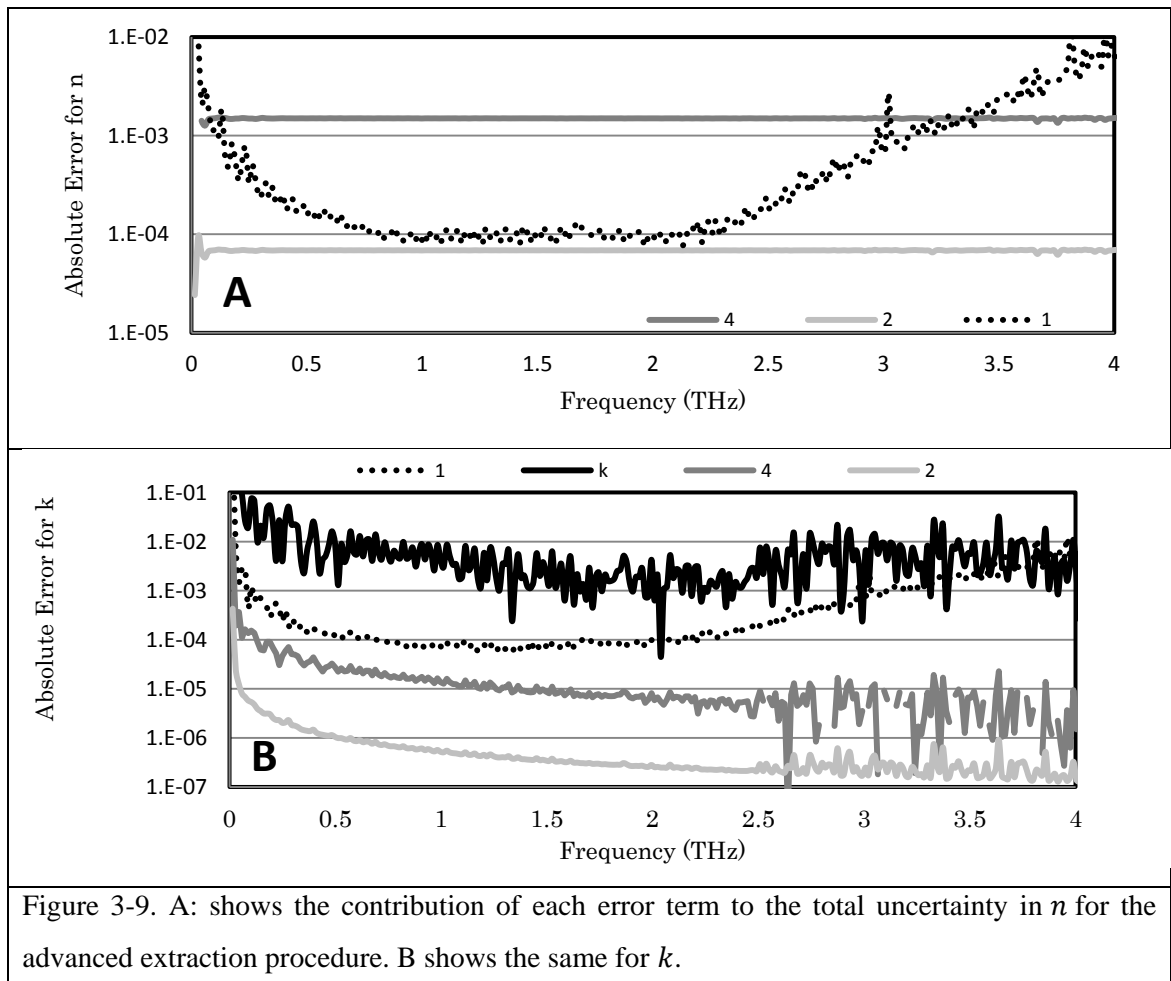 1.E-02
1.E-03
1.E-04
1.E-05
Absolute Error for n
A
4 2 1
0 0.5 1 1.5 2 2.5 3 3.5 4
Frequency (THz)
1 k 4 2
1.E-01
1.E-02
1.E-03
1.E-04
1.E-05
1.E-06
1.E-07
Absolute Error for k
B
0 0.5 1 1.5 2 2.5 3 3.5 4
Frequency (THz)
Figure 3-9. A: shows the contribution of each error term to the total uncertainty in n for the
advanced extraction procedure. B shows the same for k.